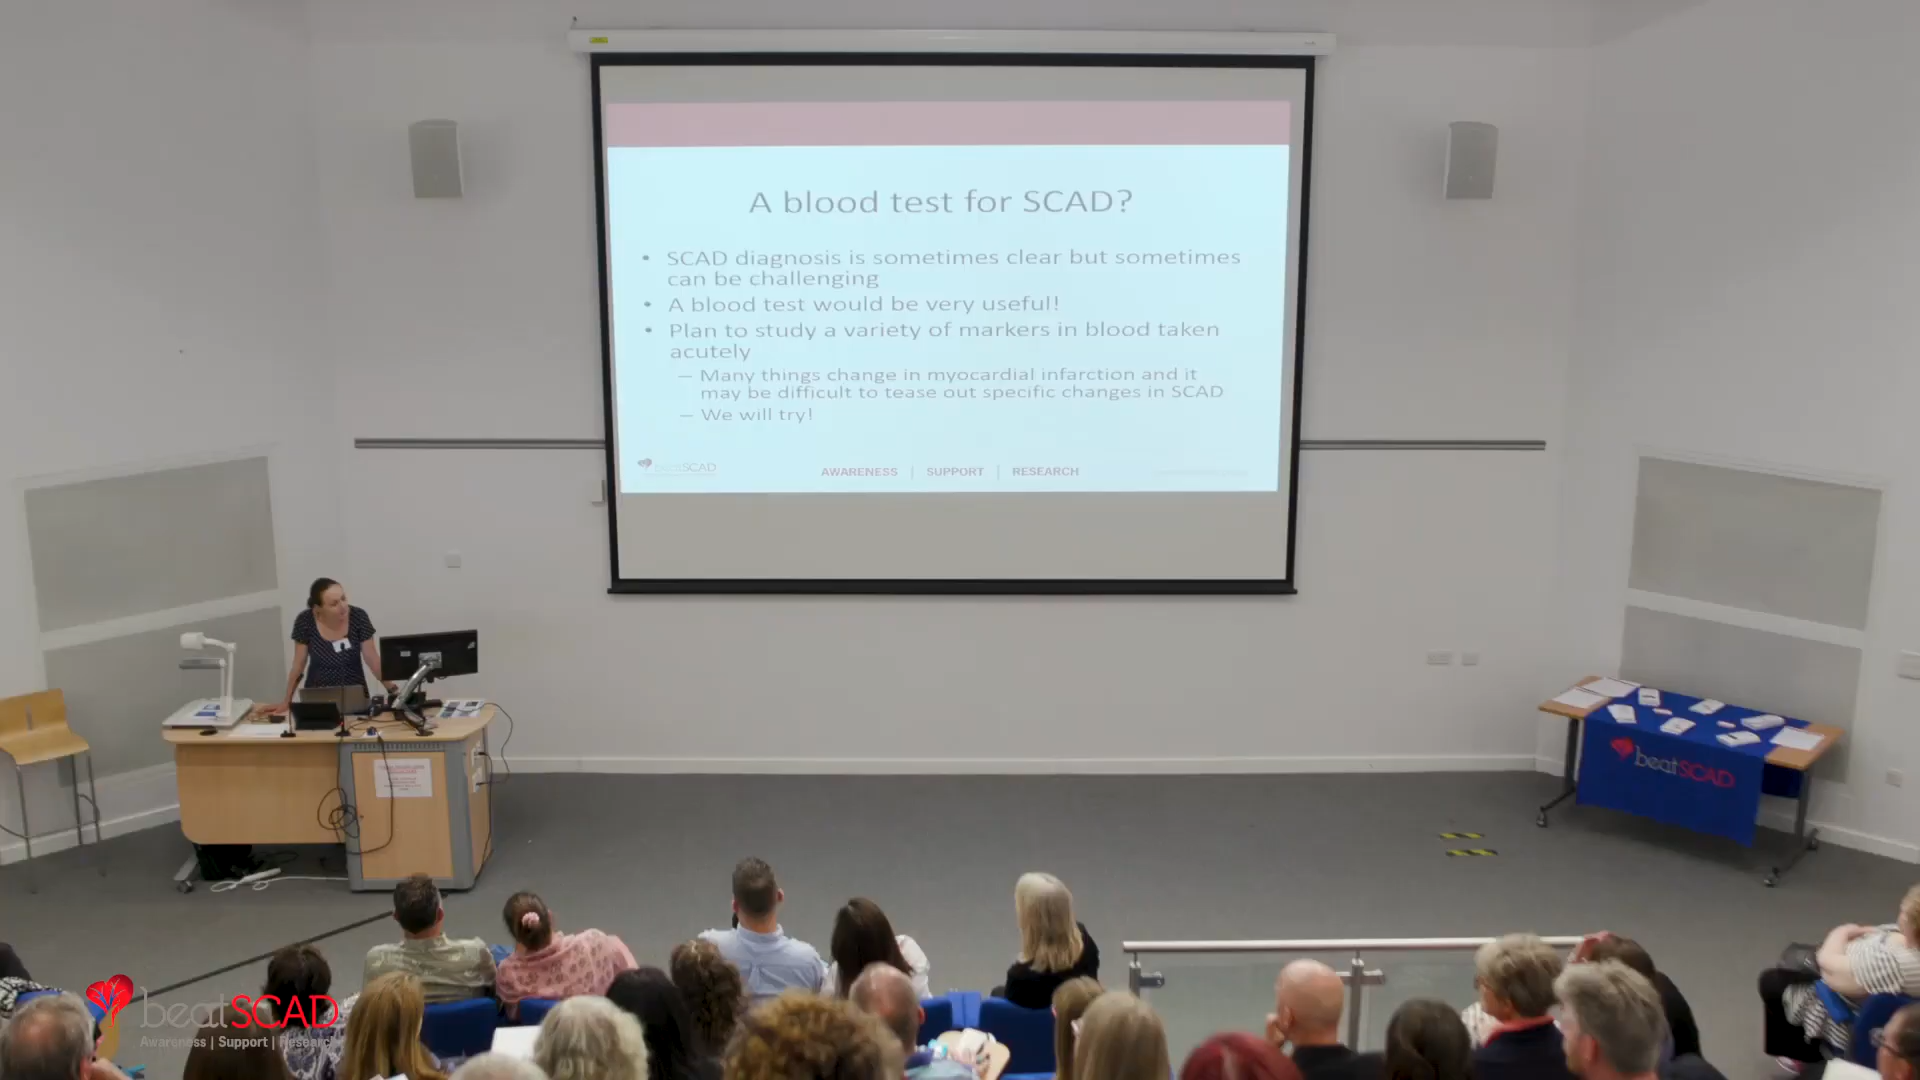 A blood test for SCAD?
• SCAD diagnosis is sometimes clear but sometimes
can be challenging
• A blood test would be very useful!
• Plan to study a variety of markers in blood taken
acutely
– Many things change in myocardial infarction and it
may be difficult to tease out specific changes in SCAD
– We will try!
beatSCAD
AWARENESS | SUPPORT | RESEARCH
beatSCAD
beatSCAD
Awareness | Support | Research